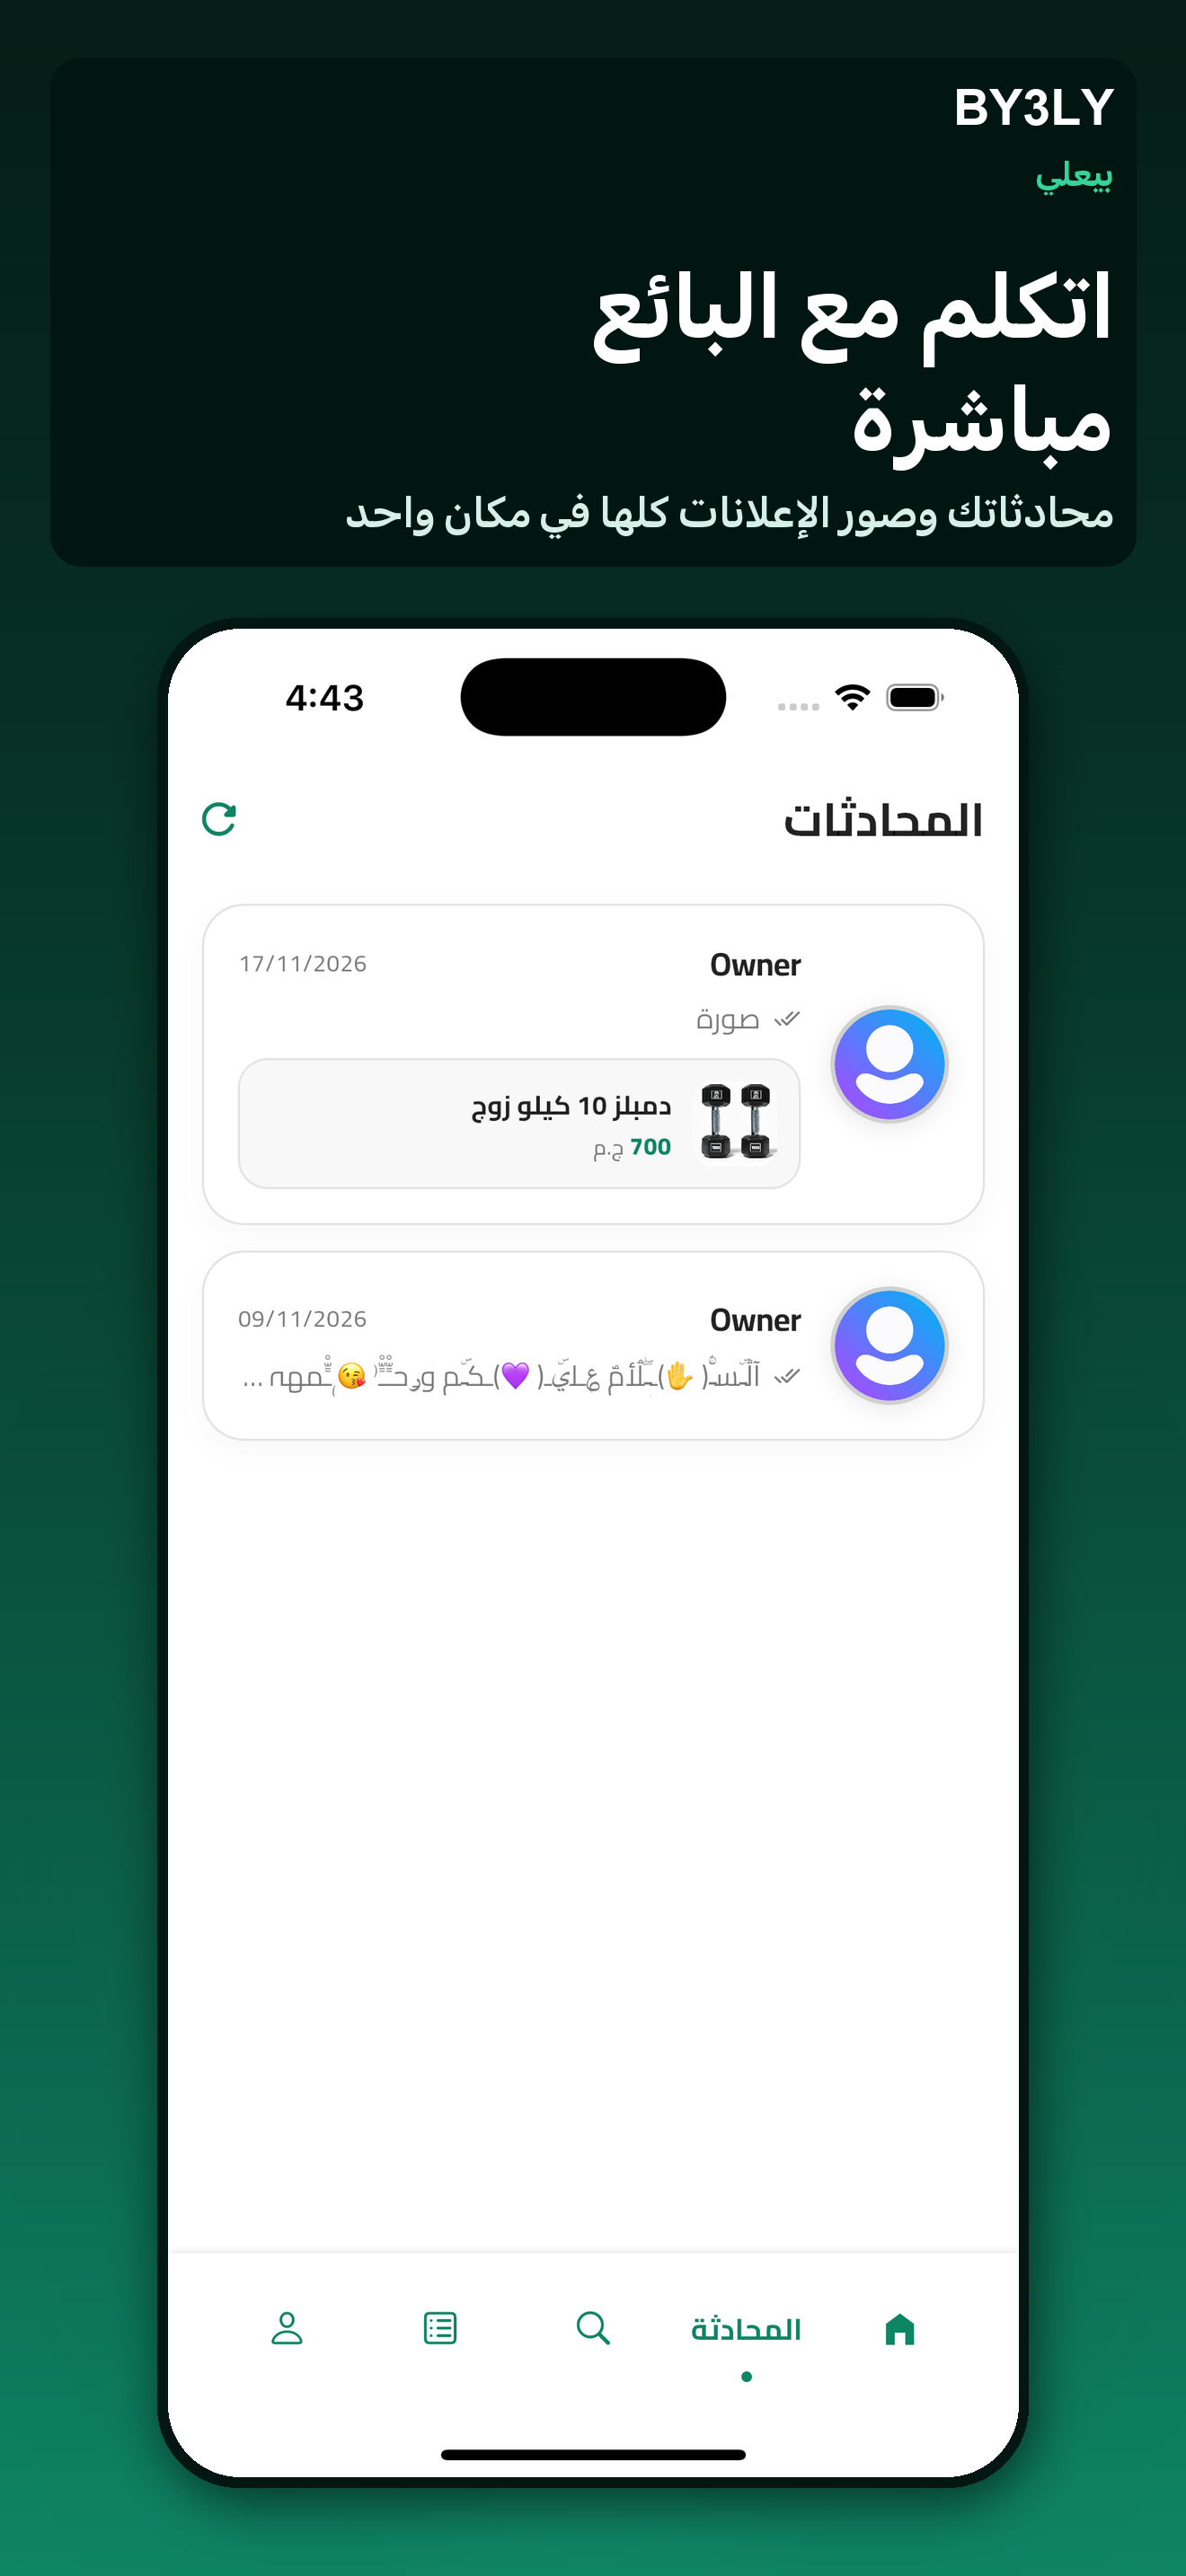 BY3LY
بيعلي
اتكلم مع البائع
مباشرة
محادثاتك وصور الإعلانات كلها في مكان واحد
4:43
المحادثات
Owner
17/11/2026
صورة
دمبلز 10 كيلو زوج
700 ج.م
Owner
09/11/2026
المحادثة